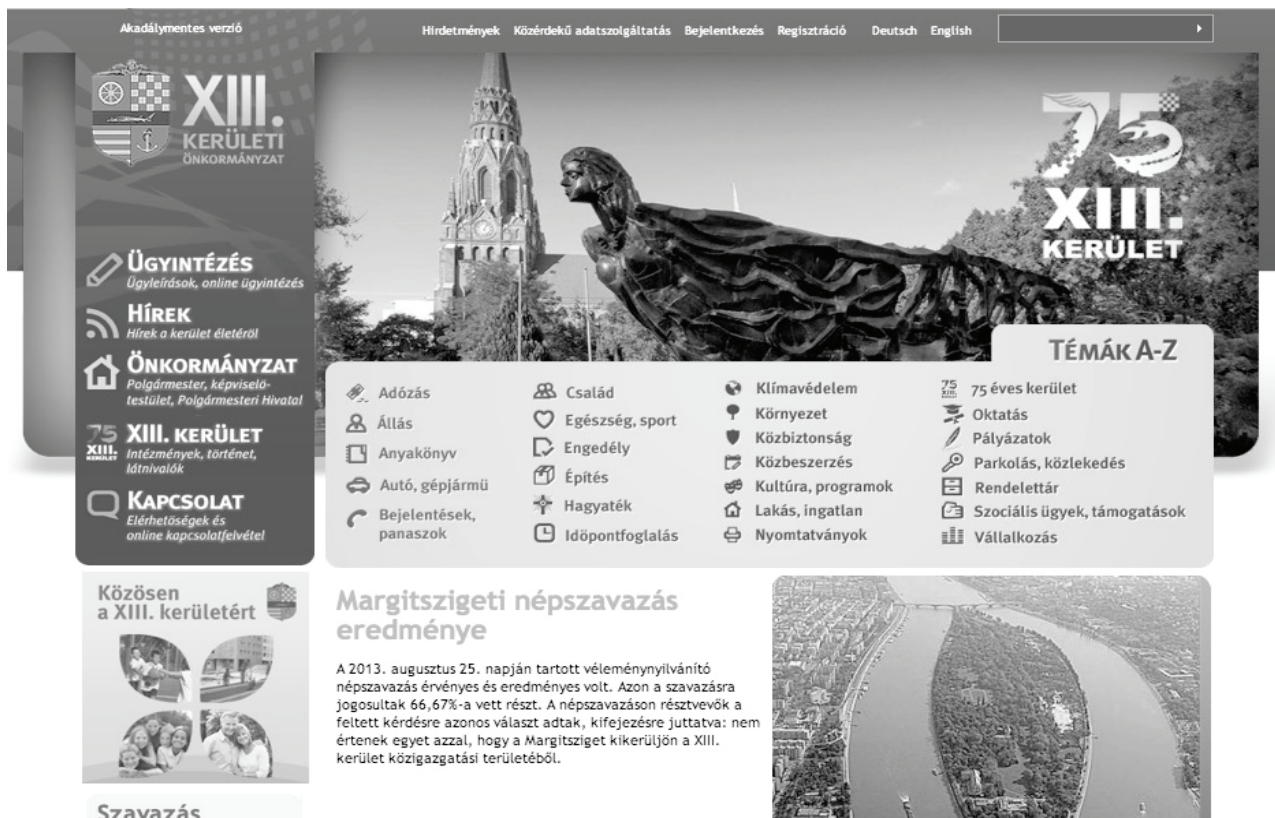 Akadálymentes verzió
Hirdetmények Közérdekű adatszolgáltatás Bejelentkezés Regisztráció Deutsch English
XIII.
KERÜLETI
ÖNKORMÁNYZAT
75
XIII.
KERÜLET
ÜGYINTÉZÉS
Ügyleírások, online ügyintézés
HÍREK
Hírek a kerület életéről
ÖNKORMÁNYZAT
Polgármester, képviselő-
testület, Polgármesteri Hivatal
75
XIII.
KERÜLET
XIII. KERÜLET
Intézmények, történet,
látnivalók
KAPCSOLAT
Elérhetőségek és
online kapcsolatfelvétel
TÉMÁK A-Z
Adózás
Állás
Anyakönyv
Autó, gépjármű
Bejelentések,
panaszok
Család
Egészség, sport
Engedély
Építés
Hagyaték
Időpontfoglalás
Klímavédelem
Környezet
Közbiztonság
Közbeszerzés
Kultúra, programok
Lakás, ingatlan
Nyomtatványok
75
XIII.
75 éves kerület
Oktatás
Pályázatok
Parkolás, közlekedés
Rendelettár
Szociális ügyek, támogatások
Vállalkozás
Közösen
a XIII. kerületért
Szavazás
Margitszigeti népszavazás
eredménye
A 2013. augusztus 25. napján tartott véleménynyilvánító
népszavazás érvényes és eredményes volt. Azon a szavazásra
jogosultak 66,67%-a vett részt. A népszavazáson résztvevők a
feltett kérdésre azonos választ adtak, kifejezésre juttatva: nem
értenek egyet azzal, hogy a Margitsziget kikerüljön a XIII.
kerület közigazgatási területéből.